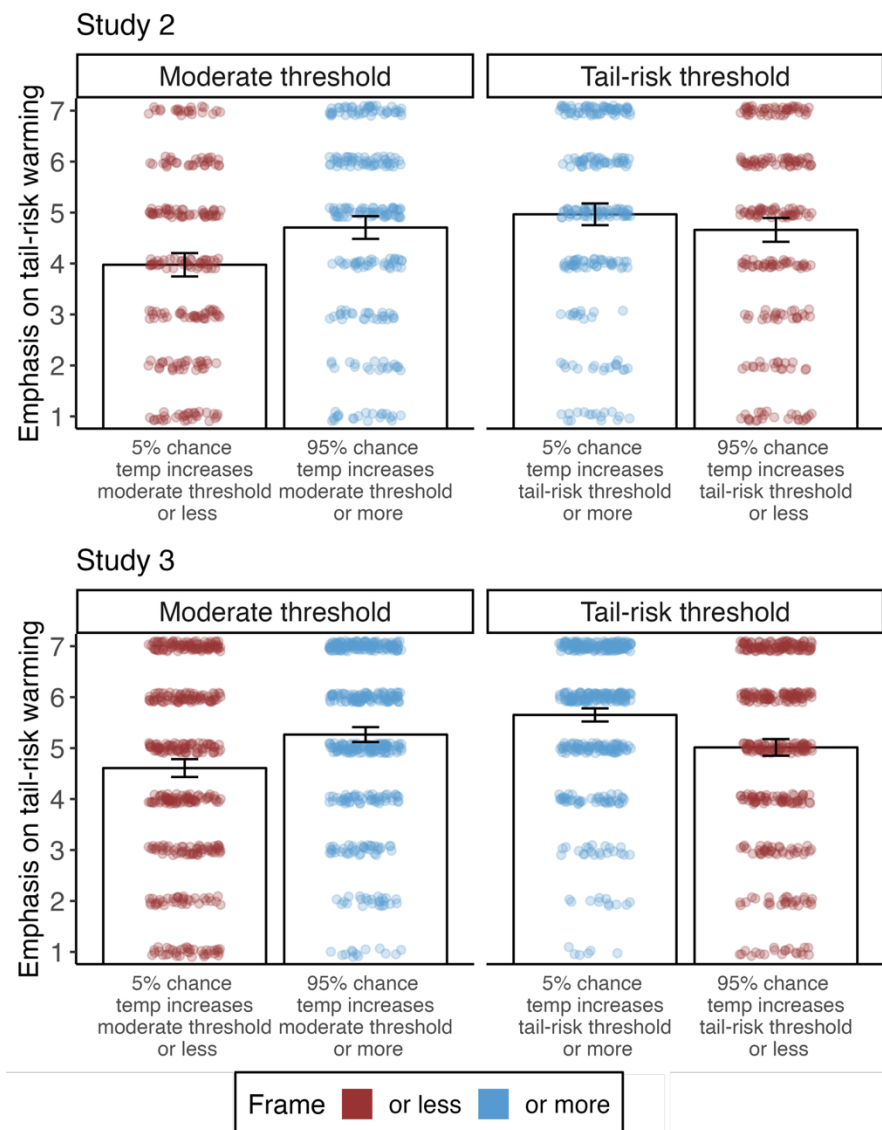 Study 2
Moderate threshold
Tail-risk threshold
Emphasis on tail-risk warming
7
6
5
4
3
2
1
5% chance
temp increases
moderate threshold
or less
95% chance
temp increases
moderate threshold
or more
5% chance
temp increases
tail-risk threshold
or more
95% chance
temp increases
tail-risk threshold
or less
Study 3
Moderate threshold
Tail-risk threshold
Emphasis on tail-risk warming
7
6
5
4
3
2
1
5% chance
temp increases
moderate threshold
or less
95% chance
temp increases
moderate threshold
or more
5% chance
temp increases
tail-risk threshold
or more
95% chance
temp increases
tail-risk threshold
or less
Frame or less or more